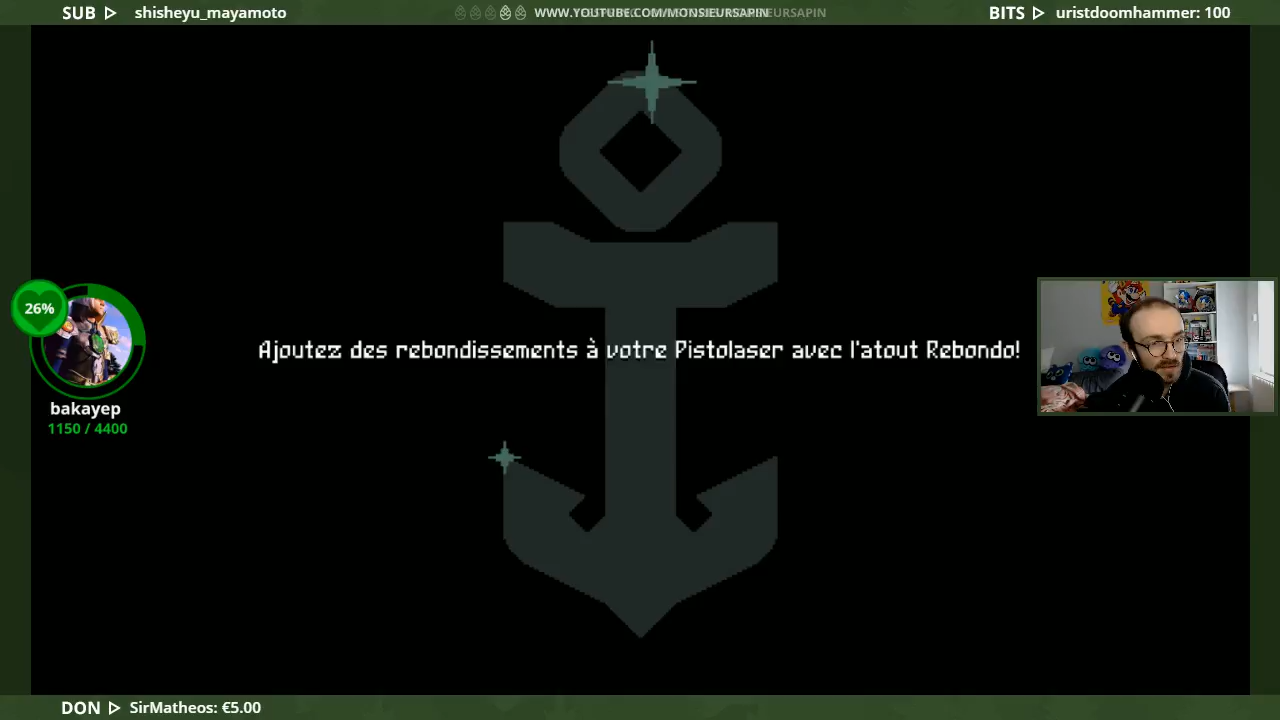 SUB shisheyu_mayamoto
WWW.YOUTUBE.COM/MONSIEURSAPIN
BITS uristdoomhammer: 100
26%
Ajoutez des rebondissements à votre Pistolaser avec l'atout Rebondo!
bakayep
1150 / 4400
DON SirMatheos: €5.00